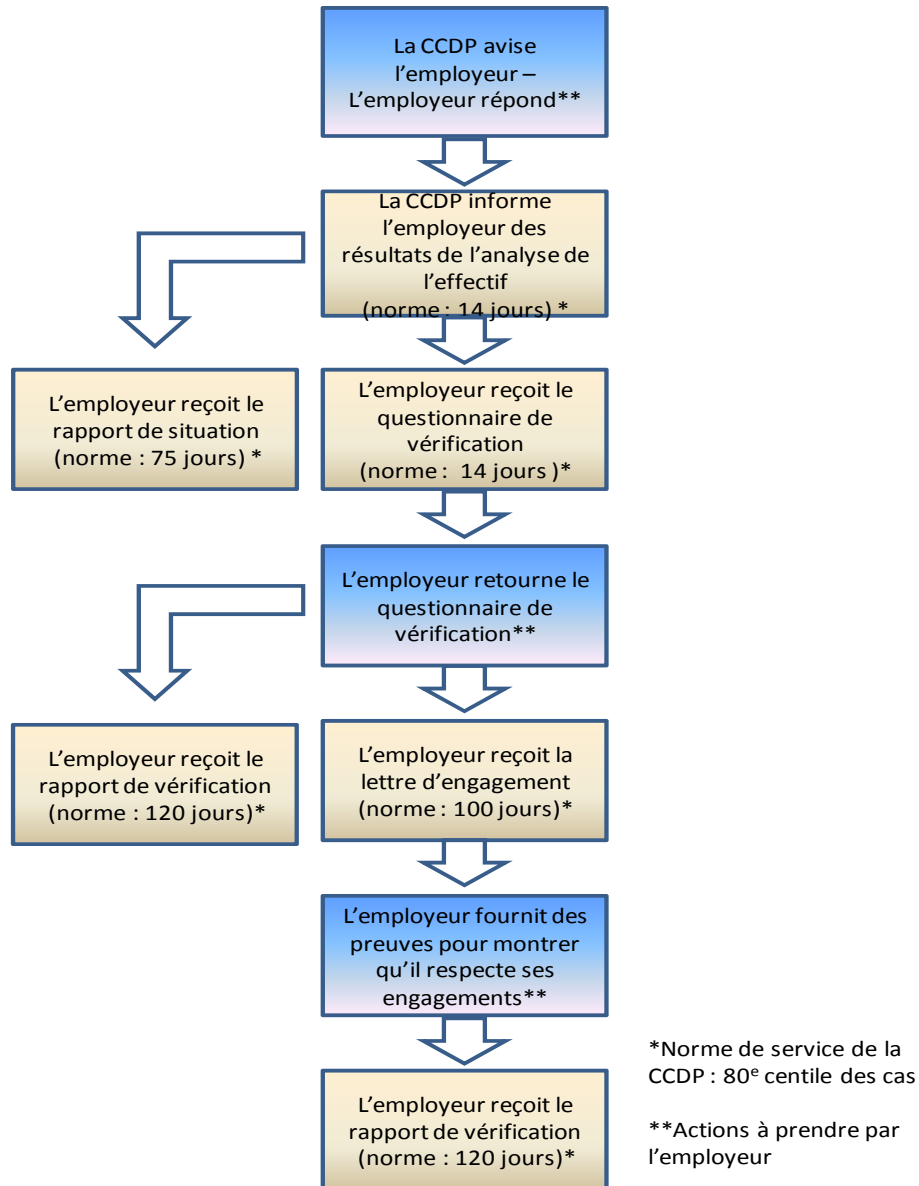 La CCDP avise
l’employeur –
L’employeur répond**
La CCDP informe
l’employeur des
résultats de l’analyse de
l’effectif
(norme : 14 jours) *
L’employeur reçoit le
rapport de situation
(norme : 75 jours) *
L’employeur reçoit le
questionnaire de
vérification
(norme :  14 jours )*
L’employeur retourne le
questionnaire de
vérification**
L’employeur reçoit le
rapport de vérification
(norme : 120 jours)*
L’employeur reçoit la
lettre d’engagement
(norme : 100 jours)*
L’employeur fournit des
preuves pour montrer
qu’il respecte ses
engagements**
L’employeur reçoit le
rapport de vérification
(norme : 120 jours)*
*Norme de service de la
CCDP : 80e centile des cas
**Actions à prendre par
l’employeur